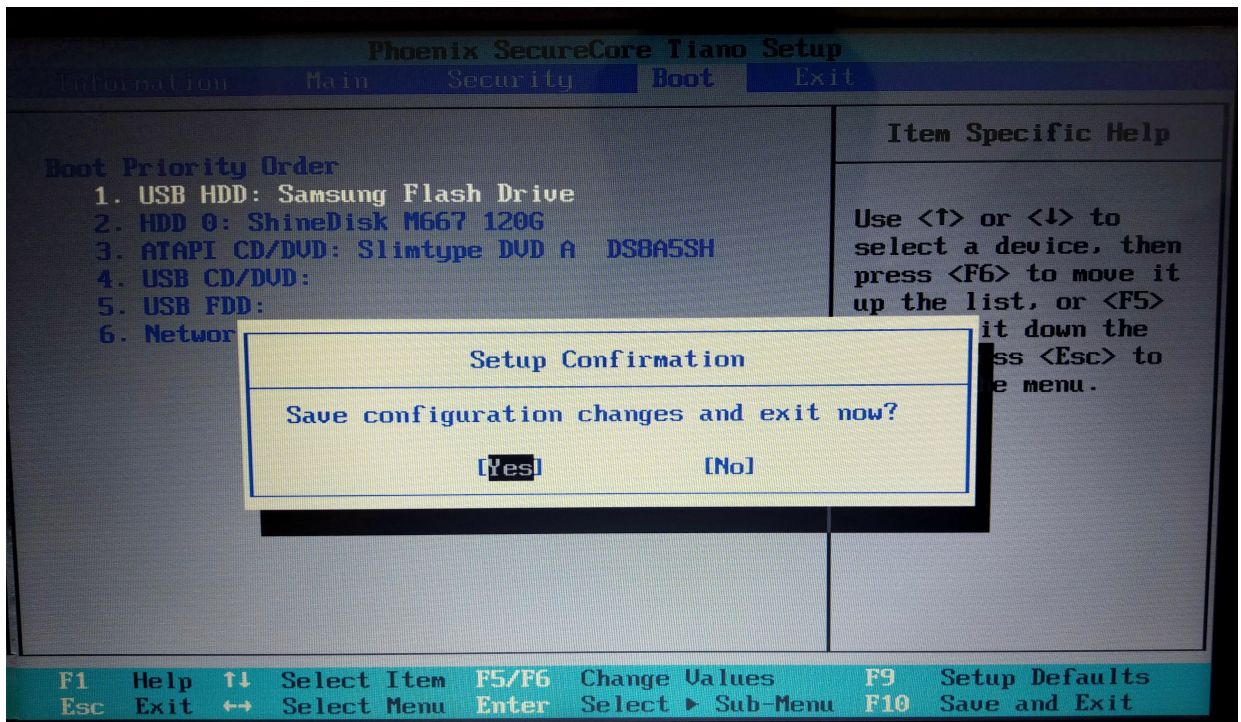 Phoenix SecureCore Tiano Setup
Information Main Security Boot Exit
Item Specific Help
Boot Priority Order
1. USB HDD: Samsung Flash Drive
2. HDD 0: ShineDisk M667 120G
3. ATAPI CD/DVD: Slimtype DVD A DS8A5SH
4. USB CD/DVD:
5. USB FDD:
6. Networ
Use <↑> or <↓> to
select a device, then
press <F6> to move it
up the list, or <F5>
it down the
ss <Esc> to
e menu.
Setup Confirmation
Save configuration changes and exit now?
[Yes] [No]
F1 Help ↑↓ Select Item F5/F6 Change Values F9 Setup Defaults
Esc Exit ←→ Select Menu Enter Select ▶ Sub-Menu F10 Save and Exit